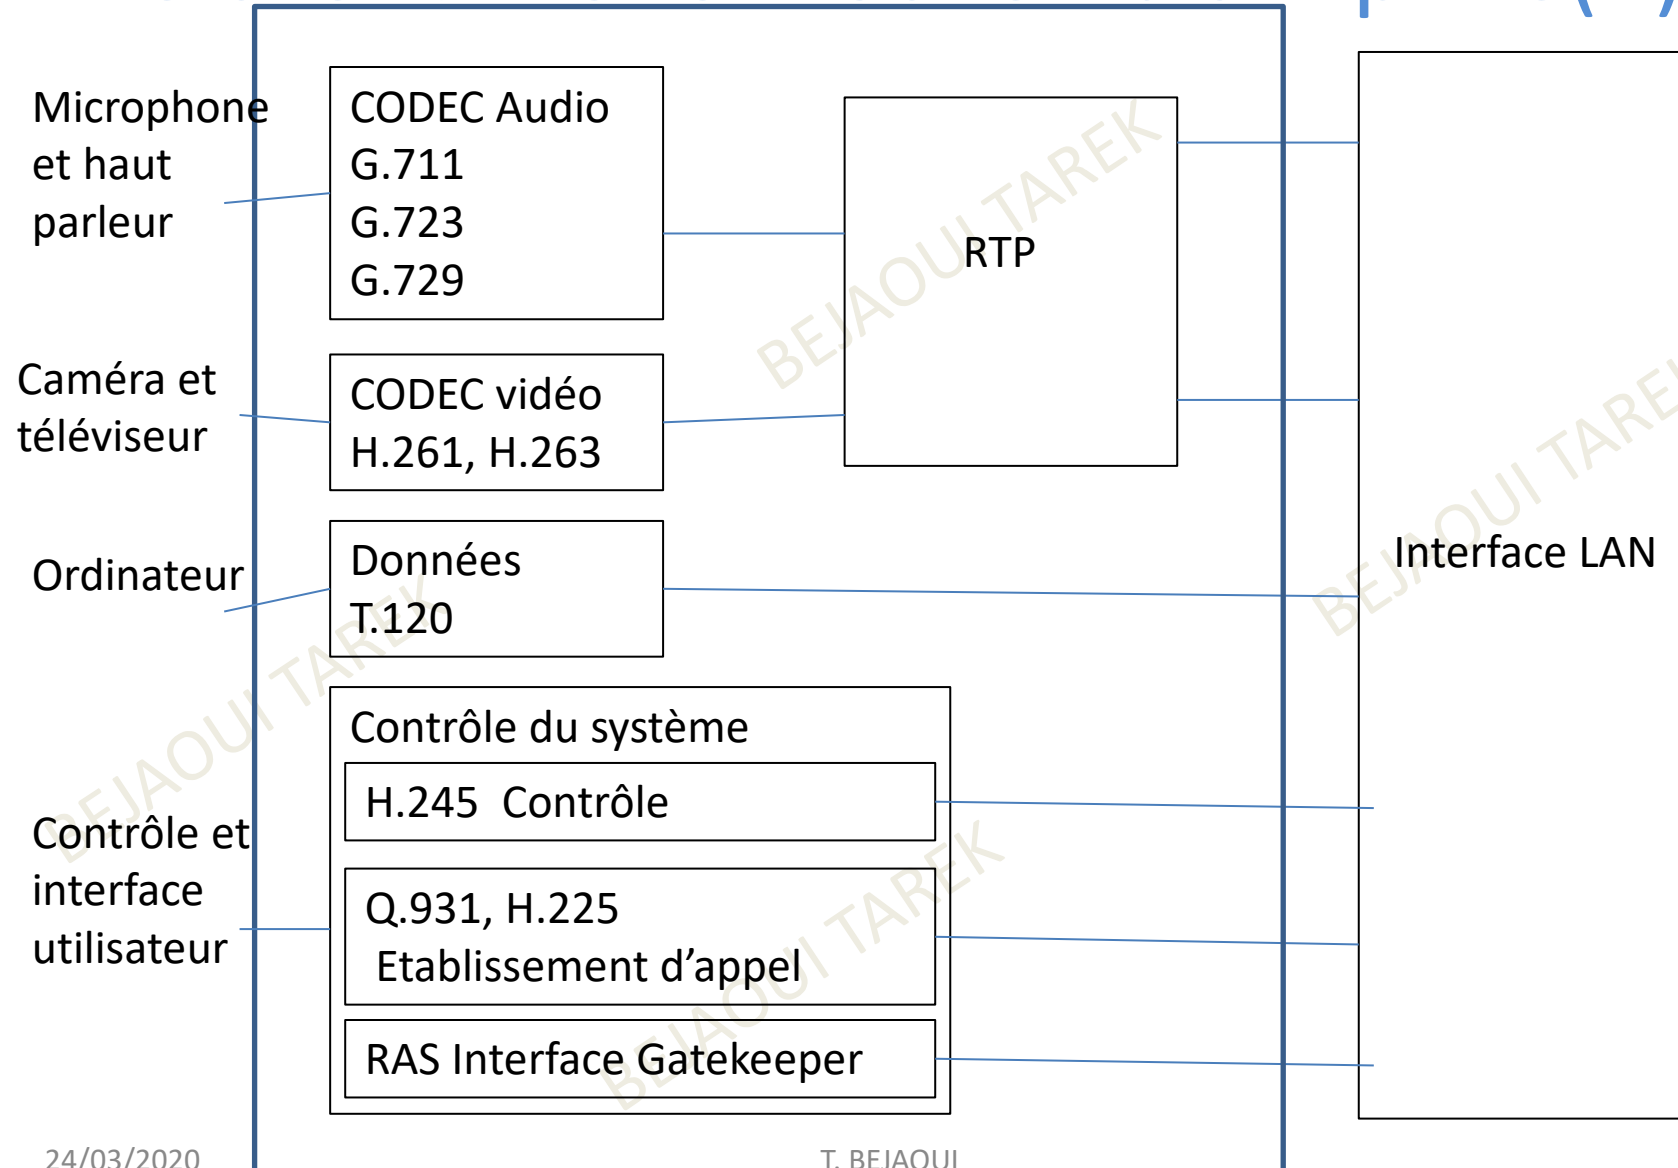 Microphone
et haut
parleur
CODEC Audio
G.711
G.723
G.729
RTP
Caméra et
téléviseur
CODEC vidéo
H.261, H.263
Ordinateur
Données
T.120
Interface LAN
Contrôle et
interface
utilisateur
Contrôle du système
H.245 Contrôle
Q.931, H.225
Etablissement d’appel
RAS Interface Gatekeeper
BEJAOUI TAREK
BEJAOUI TAREK
BEJAOUI TAREK
BEJAOUI TAREK
24/03/2020
T. BEJAOUI